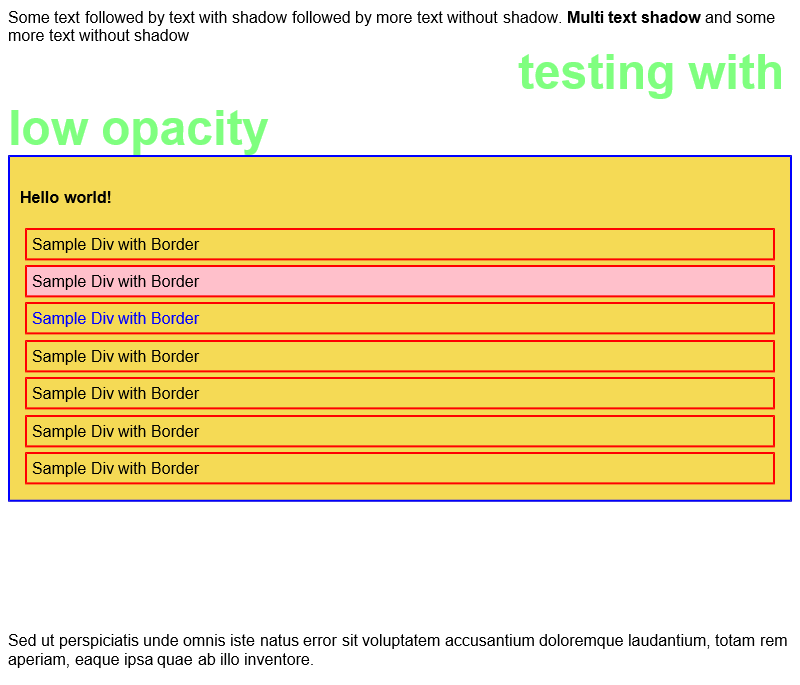 Some text followed by text with shadow followed by more text without shadow. Multi text shadow and some
more text without shadow
testing with
low opacity
Hello world!
Sample Div with Border
Sample Div with Border
Sample Div with Border
Sample Div with Border
Sample Div with Border
Sample Div with Border
Sample Div with Border
Sed ut perspiciatis unde omnis iste natus error sit voluptatem accusantium doloremque laudantium, totam rem
aperiam, eaque ipsa quae ab illo inventore.